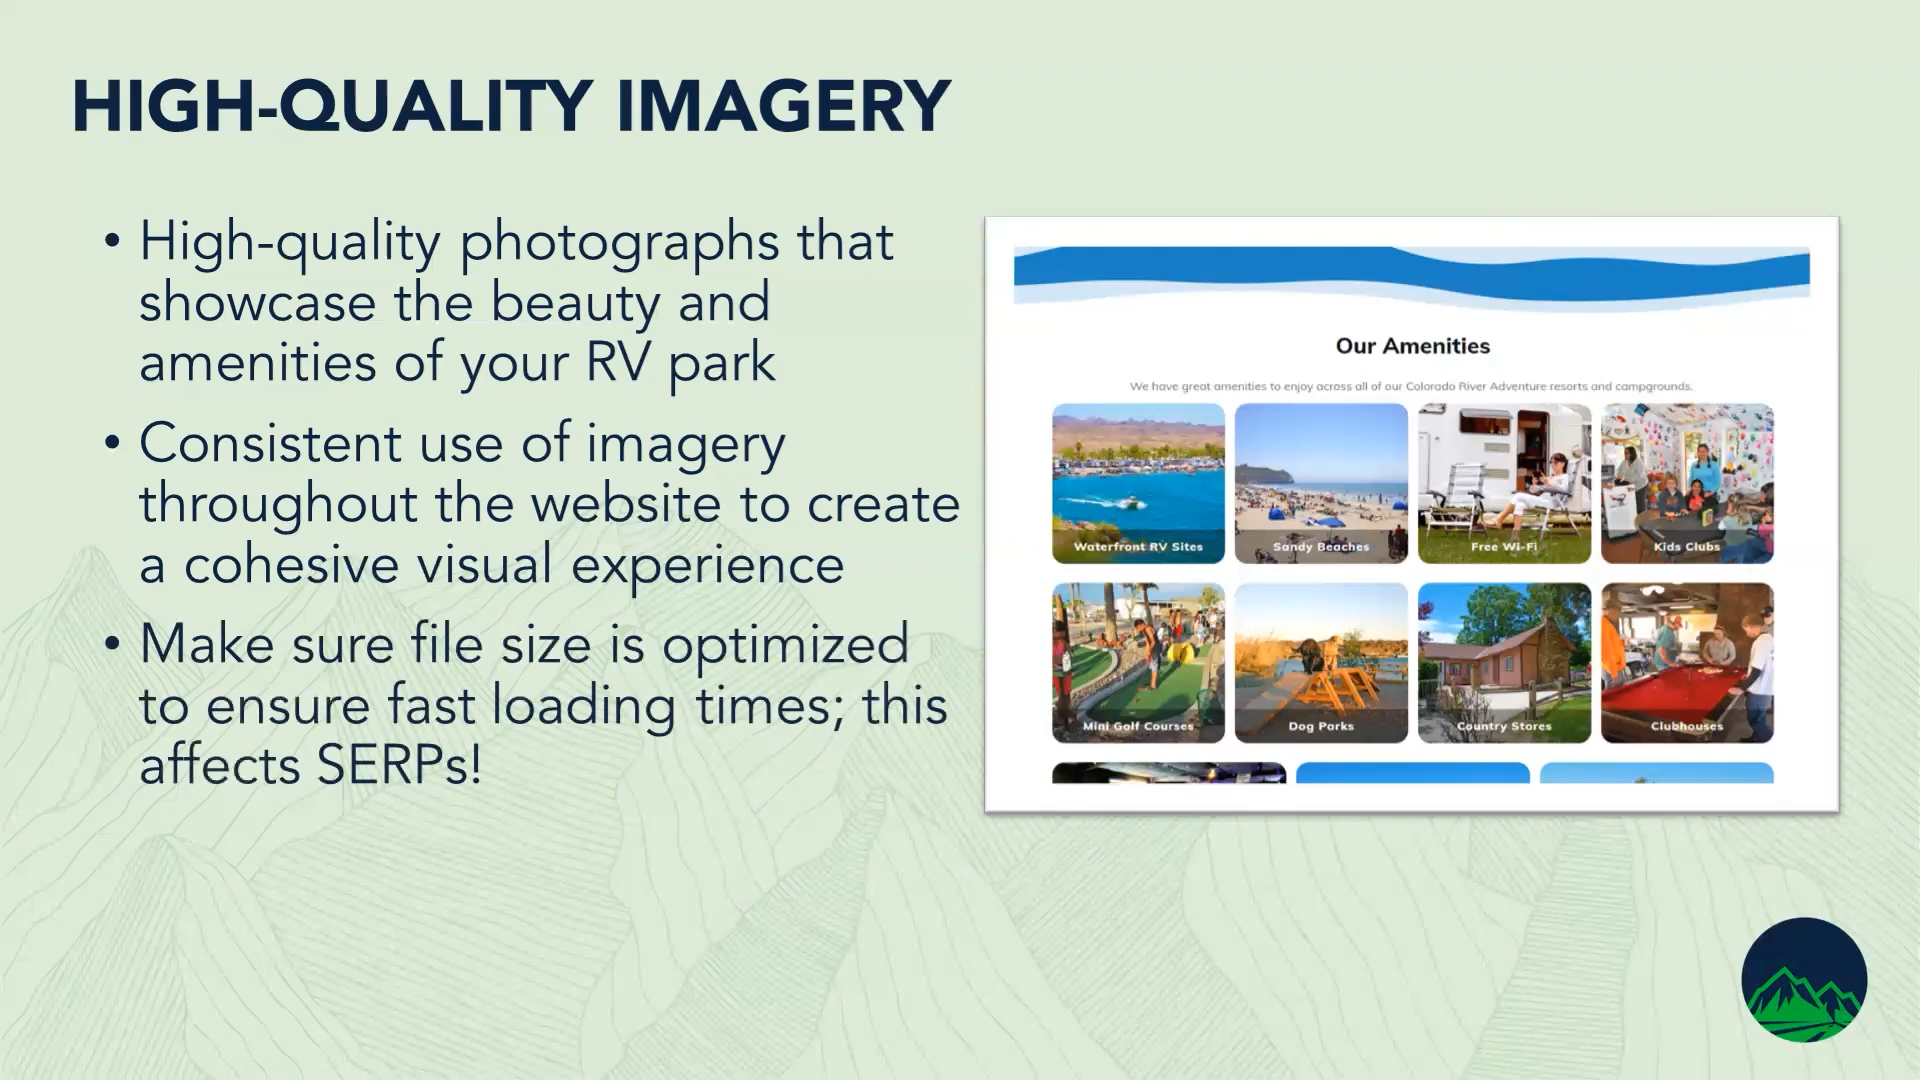 HIGH-QUALITY IMAGERY
• High-quality photographs that
showcase the beauty and
amenities of your RV park
• Consistent use of imagery
throughout the website to create
a cohesive visual experience
• Make sure file size is optimized
to ensure fast loading times; this
affects SERPs!
Our Amenities
We have great amenities to enjoy across all of our Colorado River Adventure resorts and campgrounds.
Waterfront RV Sites
Sandy Beaches
Free Wi-Fi
Kids Clubs
Mini Golf Courses
Dog Parks
Country Stores
Clubhouses